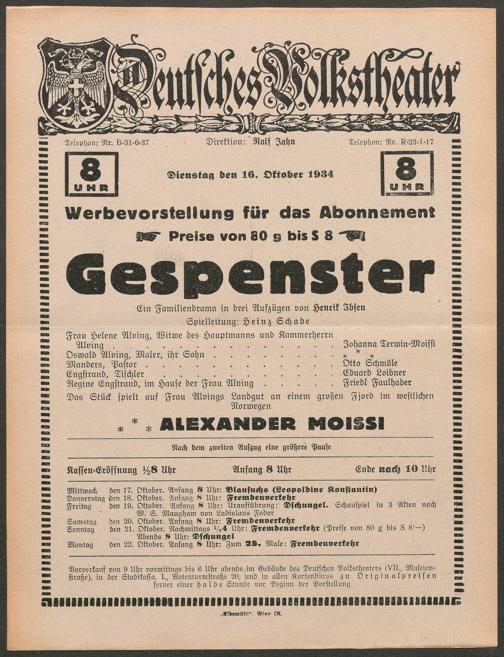 Deutsches Volkstheater
Telephon: Nr. B-31-0-37 Direktion: Rolf Jahn Telephon: Nr. R-23-1-17
8 UHR
Dienstag den 16. Oktober 1934
8 UHR
Werbevorstellung für das Abonnement
Preise von 80 g bis S 8
Gespenster
Ein Familiendrama in drei Aufzügen von Henrik Ibsen
Spielleitung: Heinz Schade
Frau Helene Alving, Witwe des Hauptmanns und Kammerherrn
Alving . . . . . . . . . . . Johanna Terwin-Moissi
Oswald Alving, Maler, ihr Sohn . . . . . . . * * *
Manders, Pastor . . . . . . . . . Otto Schmöle
Engstrand, Tischler . . . . . . . . . Eduard Loibner
Regine Engstrand, im Hause der Frau Alving . . . . . Friedl Faulhaber
Das Stück spielt auf Frau Alvings Landgut an einem großen Fjord im westlichen
Norwegen
* * * ALEXANDER MOISSI
Nach dem zweiten Aufzug eine größere Pause
Kassen-Eröffnung ½8 Uhr Anfang 8 Uhr Ende nach 10 Uhr
Mittwoch den 17. Oktober. Anfang 8 Uhr: Blaufuchs (Leopoldine Konstantin)
Donnerstag den 18. Oktober. Anfang 8 Uhr: Fremdenverkehr
Freitag den 19. Oktober. Anfang 8 Uhr: Uraufführung: Dschungel. Schauspiel in 3 Akten nach
W. S. Maugham von Ladislaus Fodor
Samstag den 20. Oktober. Anfang 8 Uhr: Fremdenverkehr
Sonntag den 21. Oktober. Nachmittags ¼4 Uhr: Fremdenverkehr (Preise von 80 g bis S 8·—)
Abends 8 Uhr: Dschungel
Montag den 22. Oktober. Anfang 8 Uhr: Zum 25. Male: Fremdenverkehr
Vorverkauf von 9 Uhr vormittags bis 6 Uhr abends im Gebäude des Deutschen Volkstheaters (VII., Museum-
straße), in der Stadtkassa, I., Rotenturmstraße 20, und in allen Kartenbüros zu Originalpreisen
ferner einer halbe Stunde vor Beginn der Vorstellung
„Elbemühl", Wien IX.